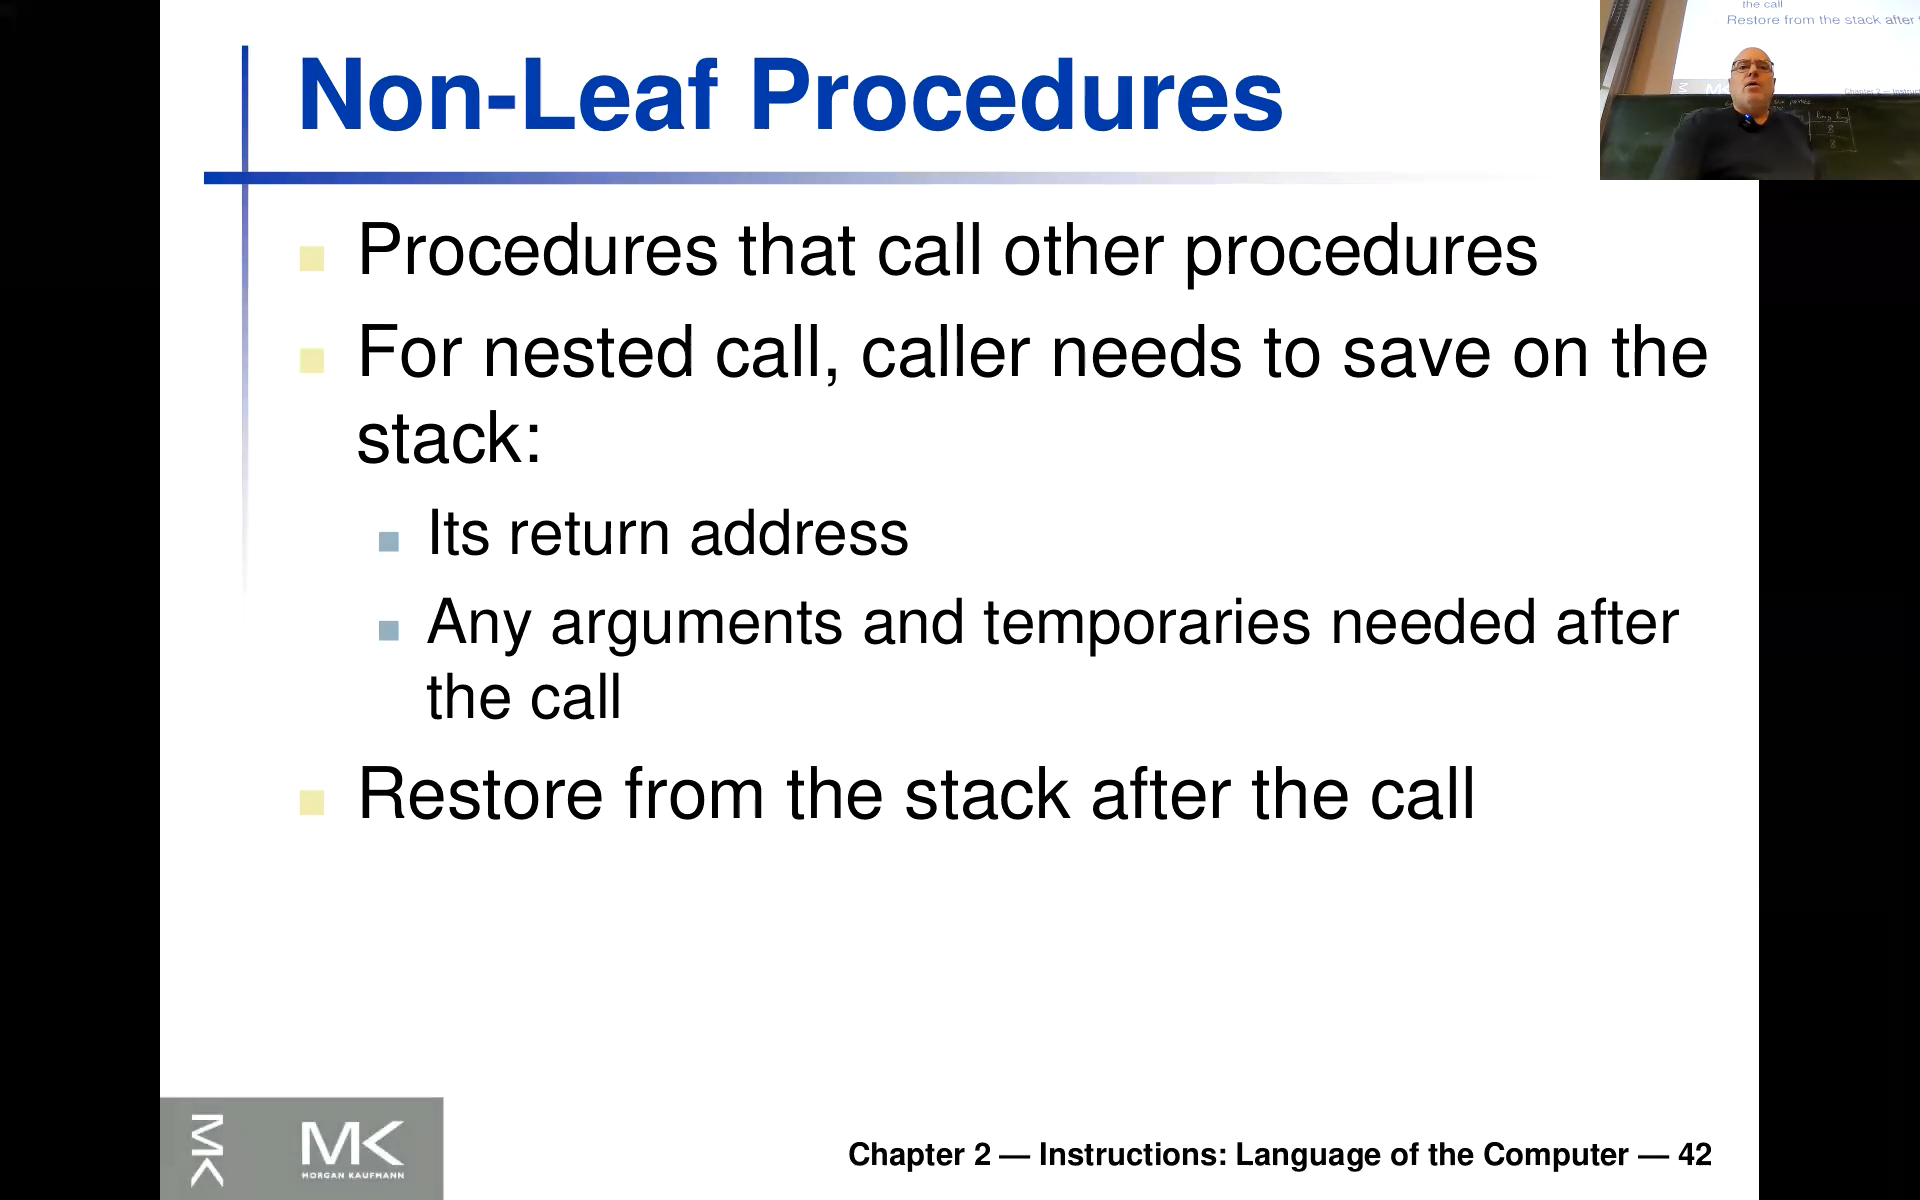 Non-Leaf Procedures
Procedures that call other procedures
For nested call, caller needs to save on the
stack:
Its return address
Any arguments and temporaries needed after
the call
Restore from the stack after the call
MK
MK
MORGAN KAUFMANN
Chapter 2 — Instructions: Language of the Computer — 42
the call
Restore from the stack after